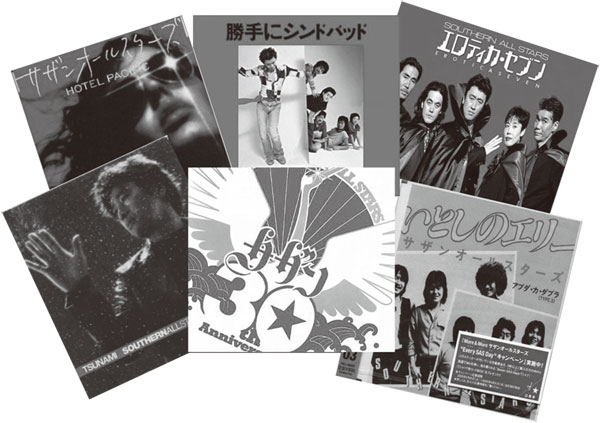 サザンオールスターズ
HOTEL PACIFIC
勝手にシンドバッド
SOUTHERN ALL STARS
エロティカ・セブン
EROTICA SEVEN
TSUNAMI SOUTHERN ALLST
ALL STARS
サザン
30th
Anniver
いとしのエリー
サザンオールスターズ
アブダ・カ・ダブラ
(TYPE 3)
「More & More サザンオールスターズ
"Every SAS Day" キャンペーン」実施中!